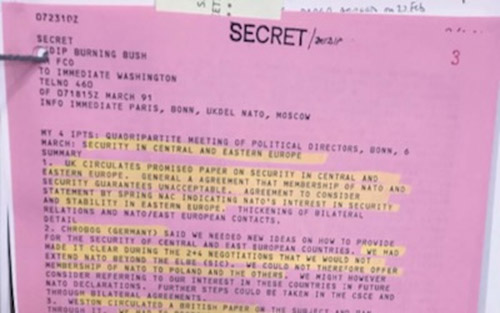 072310Z
SECRET/
3
SECRET
DEDIP BURNING BUSH
FM FCO
TO IMMEDIATE WASHINGTON
TELNO 460
OF 071815Z MARCH 91
INFO IMMEDIATE PARIS, BONN, UKDEL NATO, MOSCOW
MY 4 IPTS: QUADRIPARTITE MEETING OF POLITICAL DIRECTORS, BONN, 6
MARCH: SECURITY IN CENTRAL AND EASTERN EUROPE
SUMMARY
1. UK CIRCULATES PROMISED PAPER ON SECURITY IN CENTRAL AND
EASTERN EUROPE. GENERAL A AGREEMENT THAT MEMBERSHIP OF NATO AND
SECURITY GUARANTEES UNACCEPTABLE. AGREEMENT TO CONSIDER
STATEMENT BY SPRING NAC INDICATING NATO'S INTEREST IN SECURITY
AND STABILITY IN EASTERN EUROPE. THICKENING OF BILATERAL
RELATIONS AND NATO/EAST EUROPEAN CONTACTS.
DETAIL
2. CHROBOG (GERMANY) SAID WE NEEDED NEW IDEAS ON HOW TO PROVIDE
FOR THE SECURITY OF CENTRAL AND EAST EUROPEAN COUNTRIES. WE HAD
MADE IT CLEAR DURING THE 2+4 NEGOTIATIONS THAT WE WOULD NOT
EXTEND NATO BEYOND THE ELBE (SIC). WE COULD NOT THEREFORE OFFER
MEMBERSHIP OF NATO TO POLAND AND THE OTHERS. WE MIGHT HOWEVER
CONSIDER REFERRING TO OUR INTEREST IN THESE COUNTRIES IN FUTURE
NATO DECLARATIONS. FURTHER STEPS COULD BE TAKEN IN THE CSCE AND
THROUGH BILATERAL AGREEMENTS.
3. WESTON CIRCULATED A BRITISH PAPER ON THE SUBJECT AND RAN
THROUGH IT.